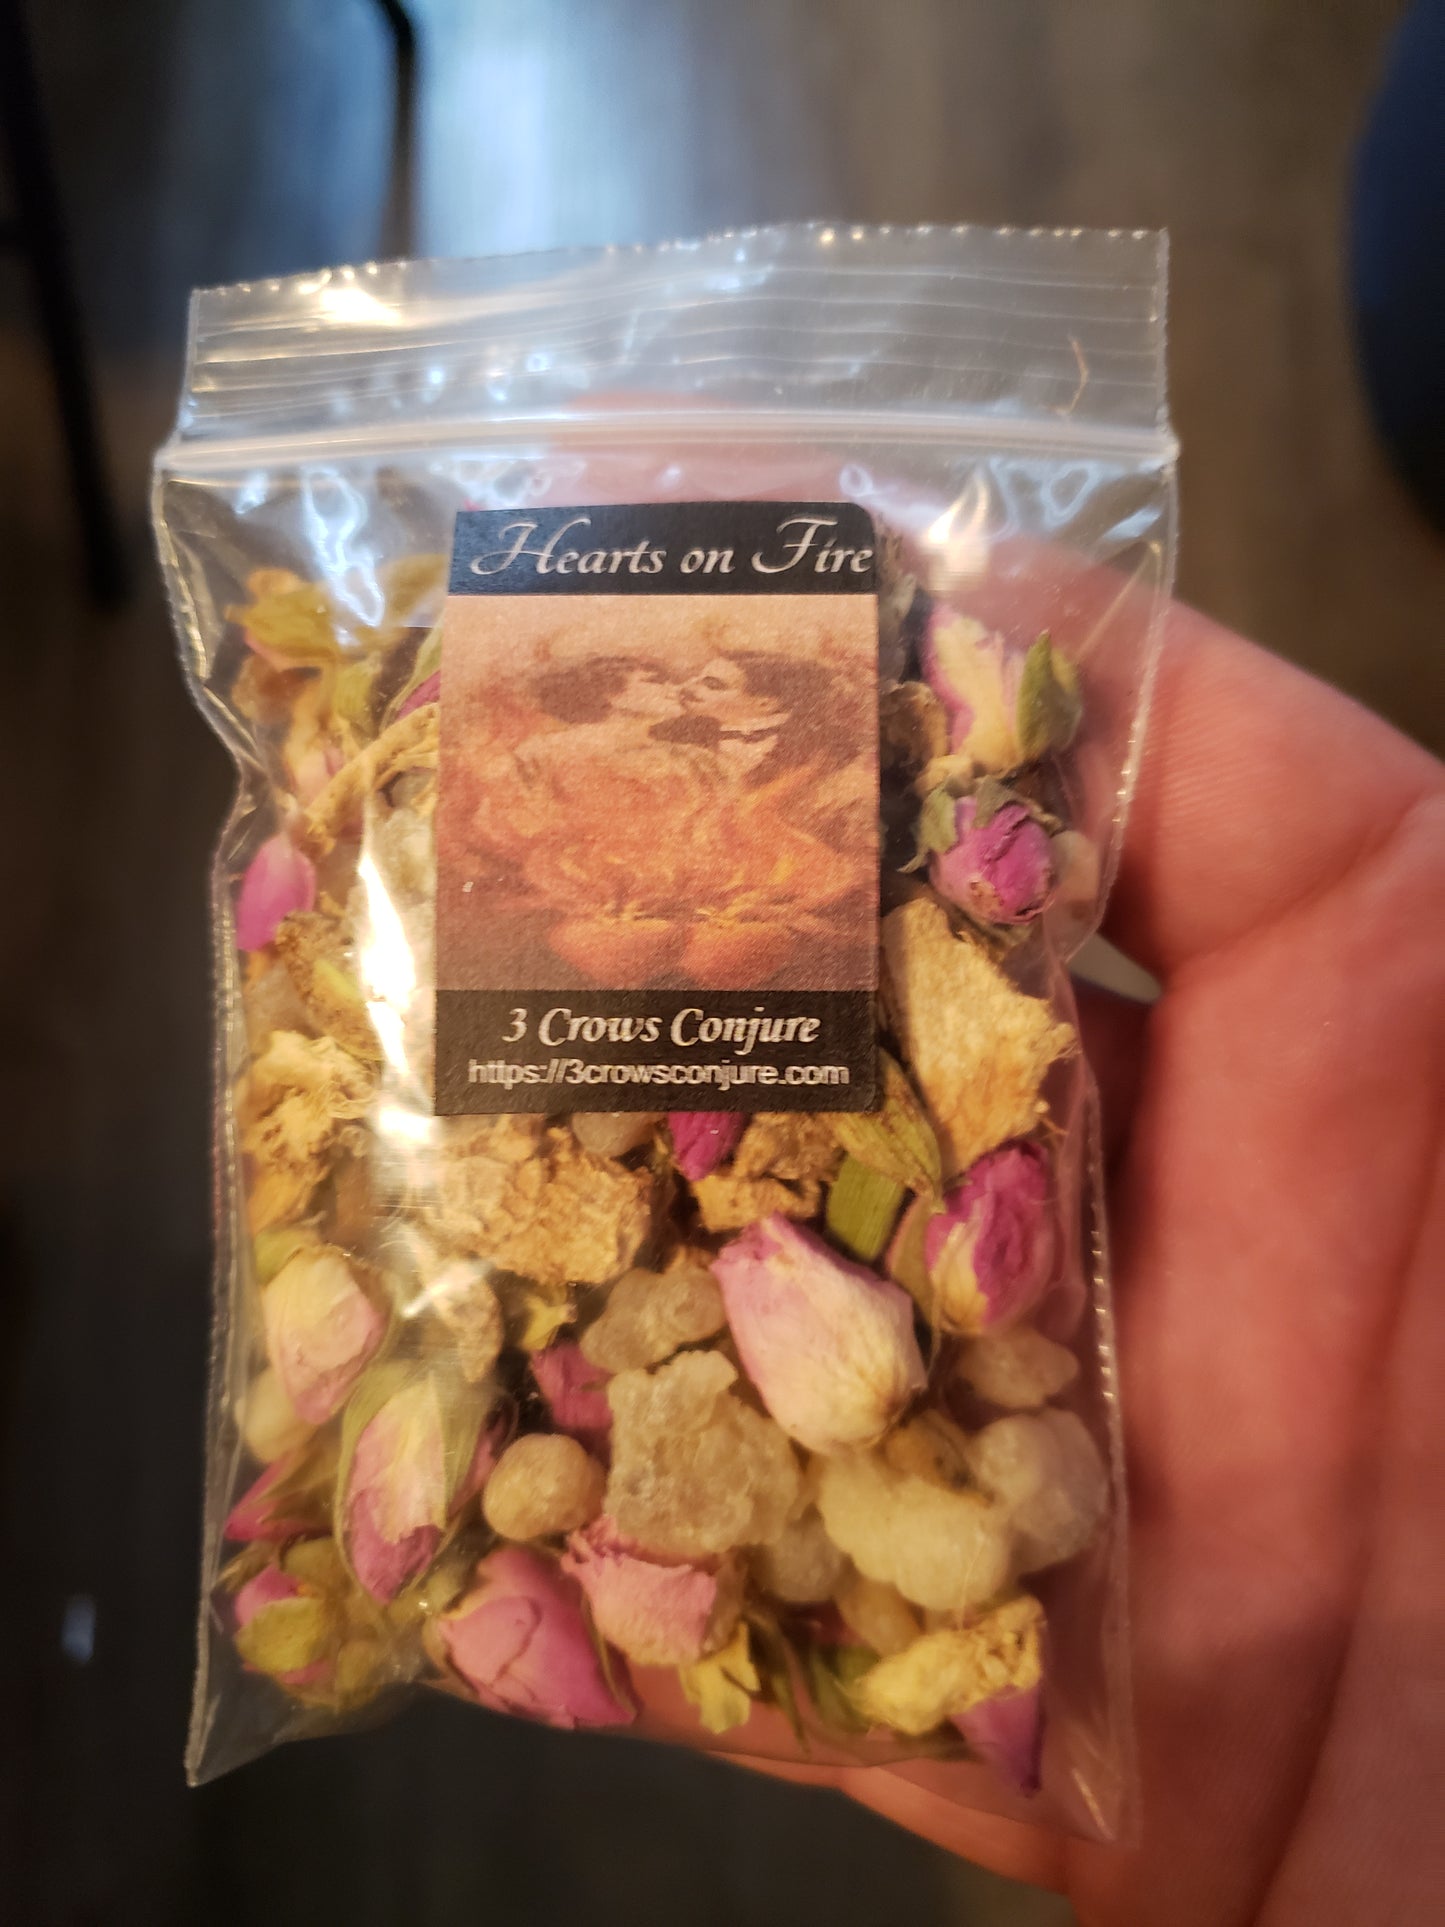 Hearts on Fire
3 Crows Conjure
https://3crowsconjure.com